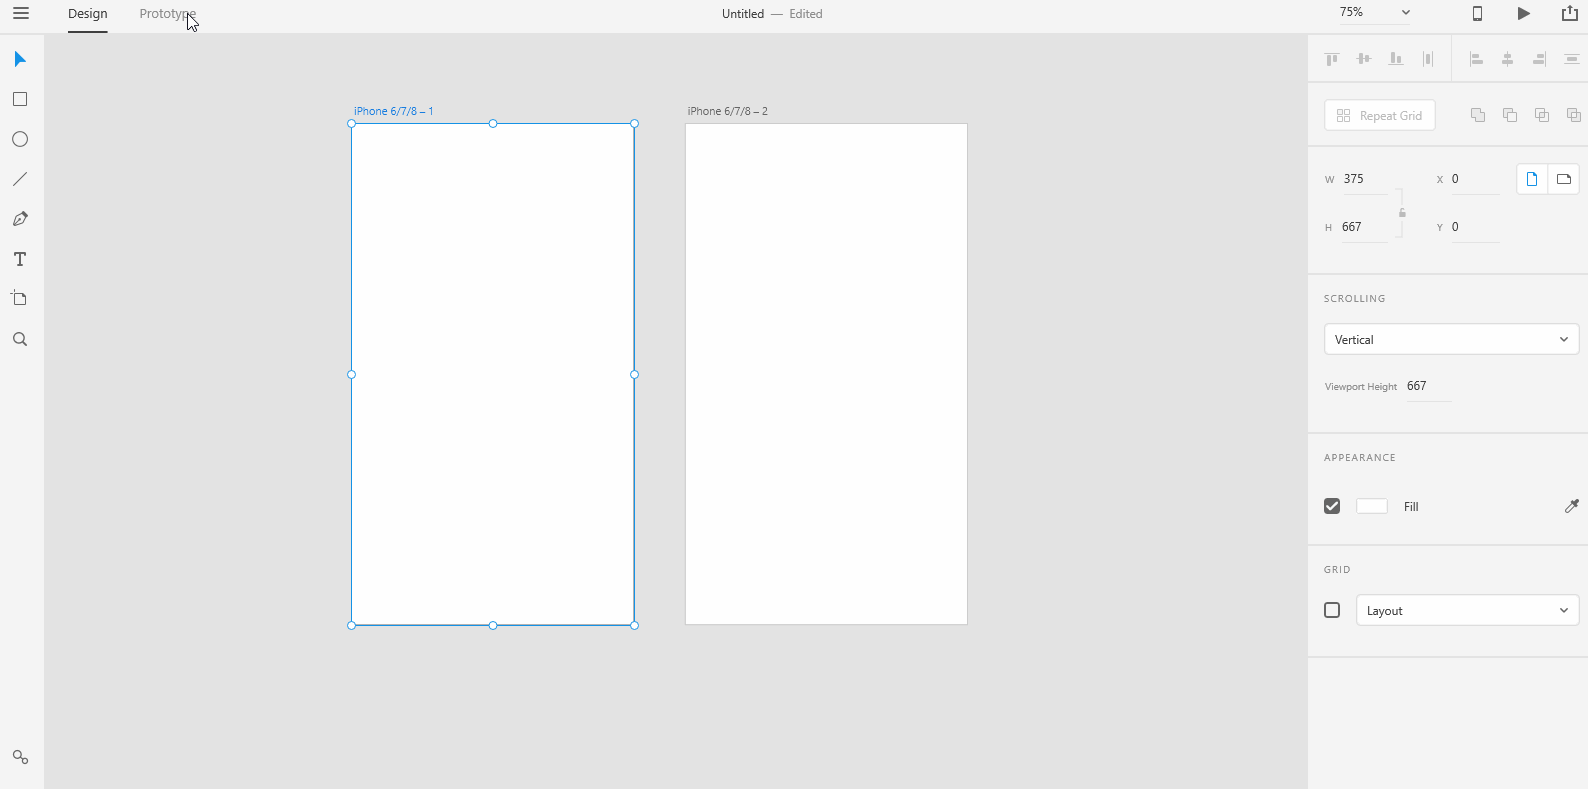 Design Prototype Untitled — Edited 75%
iPhone 6/7/8 – 1 iPhone 6/7/8 – 2
Repeat Grid
W 375 X 0
H 667 Y 0
SCROLLING
Vertical
Viewport Height 667
APPEARANCE
Fill
GRID
Layout